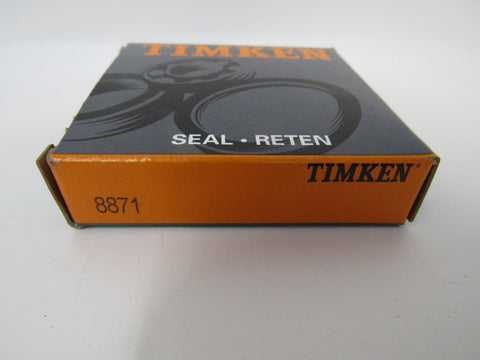 TIMKEN
SEAL • RETEN
TIMKEN®
8871